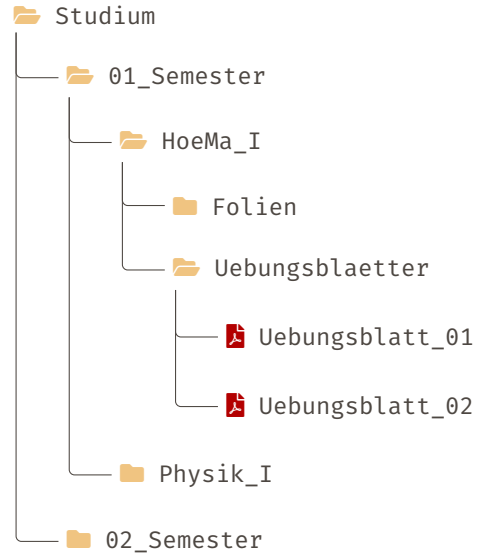 Studium
01_Semester
HoeMa_I
Folien
Uebungsblaetter
Uebungsblatt_01
Uebungsblatt_02
Physik_I
02_Semester